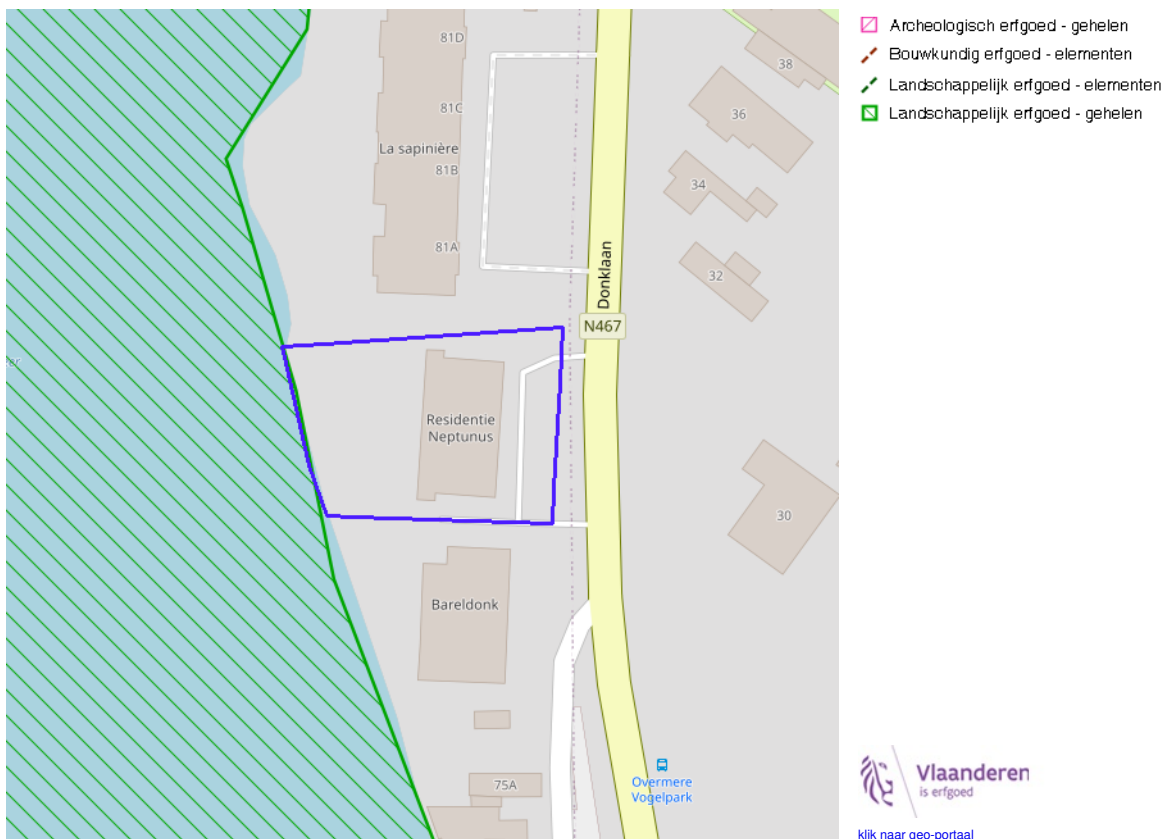 81D
38
81C
36
La sapinière
81B
34
81A
Donklaan
32
N467
Residentie
Neptunus
30
Bareldonk
75A
Overmere
Vogelpark
Archeologisch erfgoed - gehelen
Bouwkundig erfgoed - elementen
Landschappelijk erfgoed - elementen
Landschappelijk erfgoed - gehelen
Vlaanderen
is erfgoed
klik naar geo-portaal